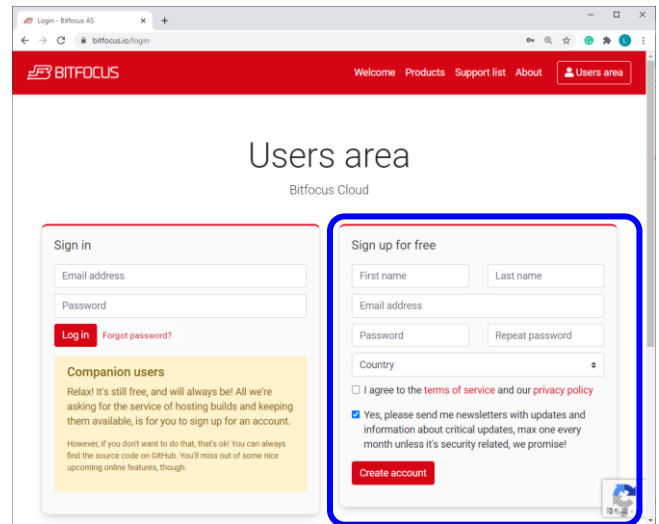 Login - Bitfocus AS
bitfocus.io/login
BITFOCUS
Welcome Products Support list About Users area
Users area
Bitfocus Cloud
Sign in
Email address
Password
Log in Forgot password?
Companion users
Relax! It's still free, and will always be! All we're
asking for the service of hosting builds and keeping
them available, is for you to sign up for an account.
However, if you don't want to do that, that's ok! You can always
find the source code on GitHub. You'll miss out of some nice
upcoming online features, though.
Sign up for free
First name Last name
Email address
Password Repeat password
Country
I agree to the terms of service and our privacy policy
Yes, please send me newsletters with updates and
information about critical updates, max one every
month unless it's security related, we promise!
Create account